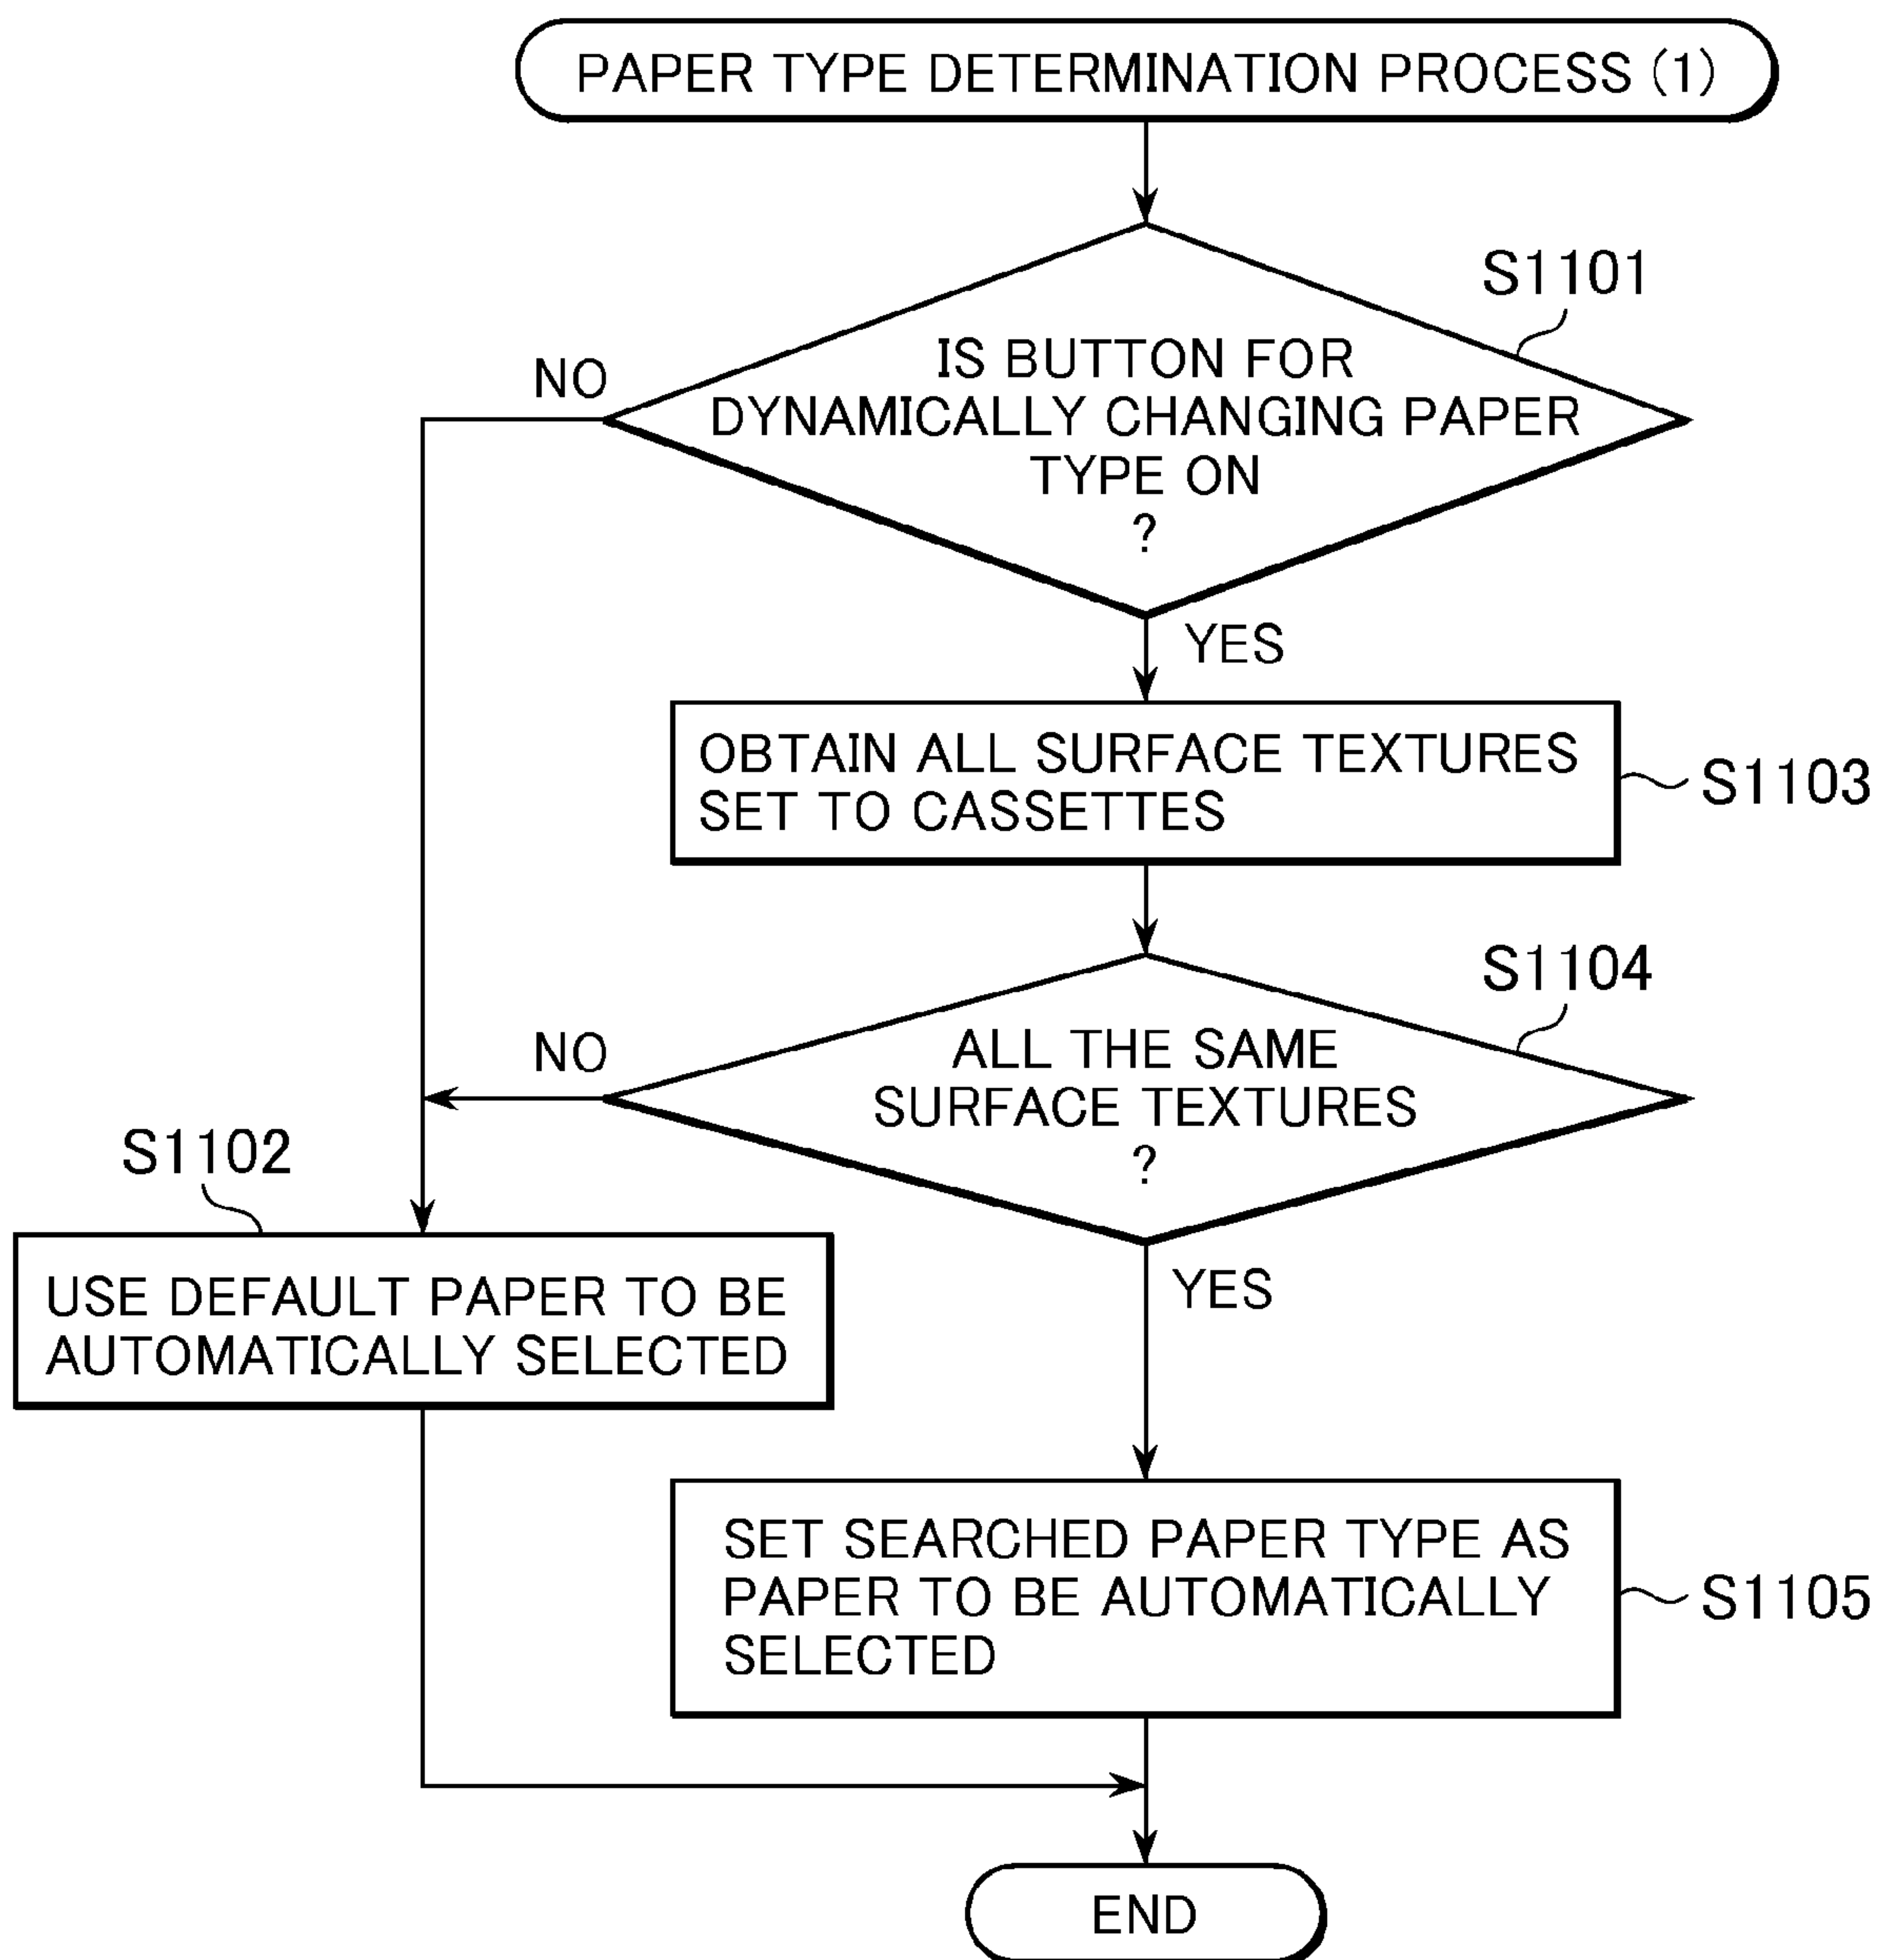 PAPER TYPE DETERMINATION PROCESS (1)
S1101
IS BUTTON FOR
DYNAMICALLY CHANGING PAPER
TYPE ON
?
NO
YES
OBTAIN ALL SURFACE TEXTURES
SET TO CASSETTES
S1103
S1104
ALL THE SAME
SURFACE TEXTURES
?
NO
S1102
YES
USE DEFAULT PAPER TO BE
AUTOMATICALLY SELECTED
SET SEARCHED PAPER TYPE AS
PAPER TO BE AUTOMATICALLY
SELECTED
S1105
END